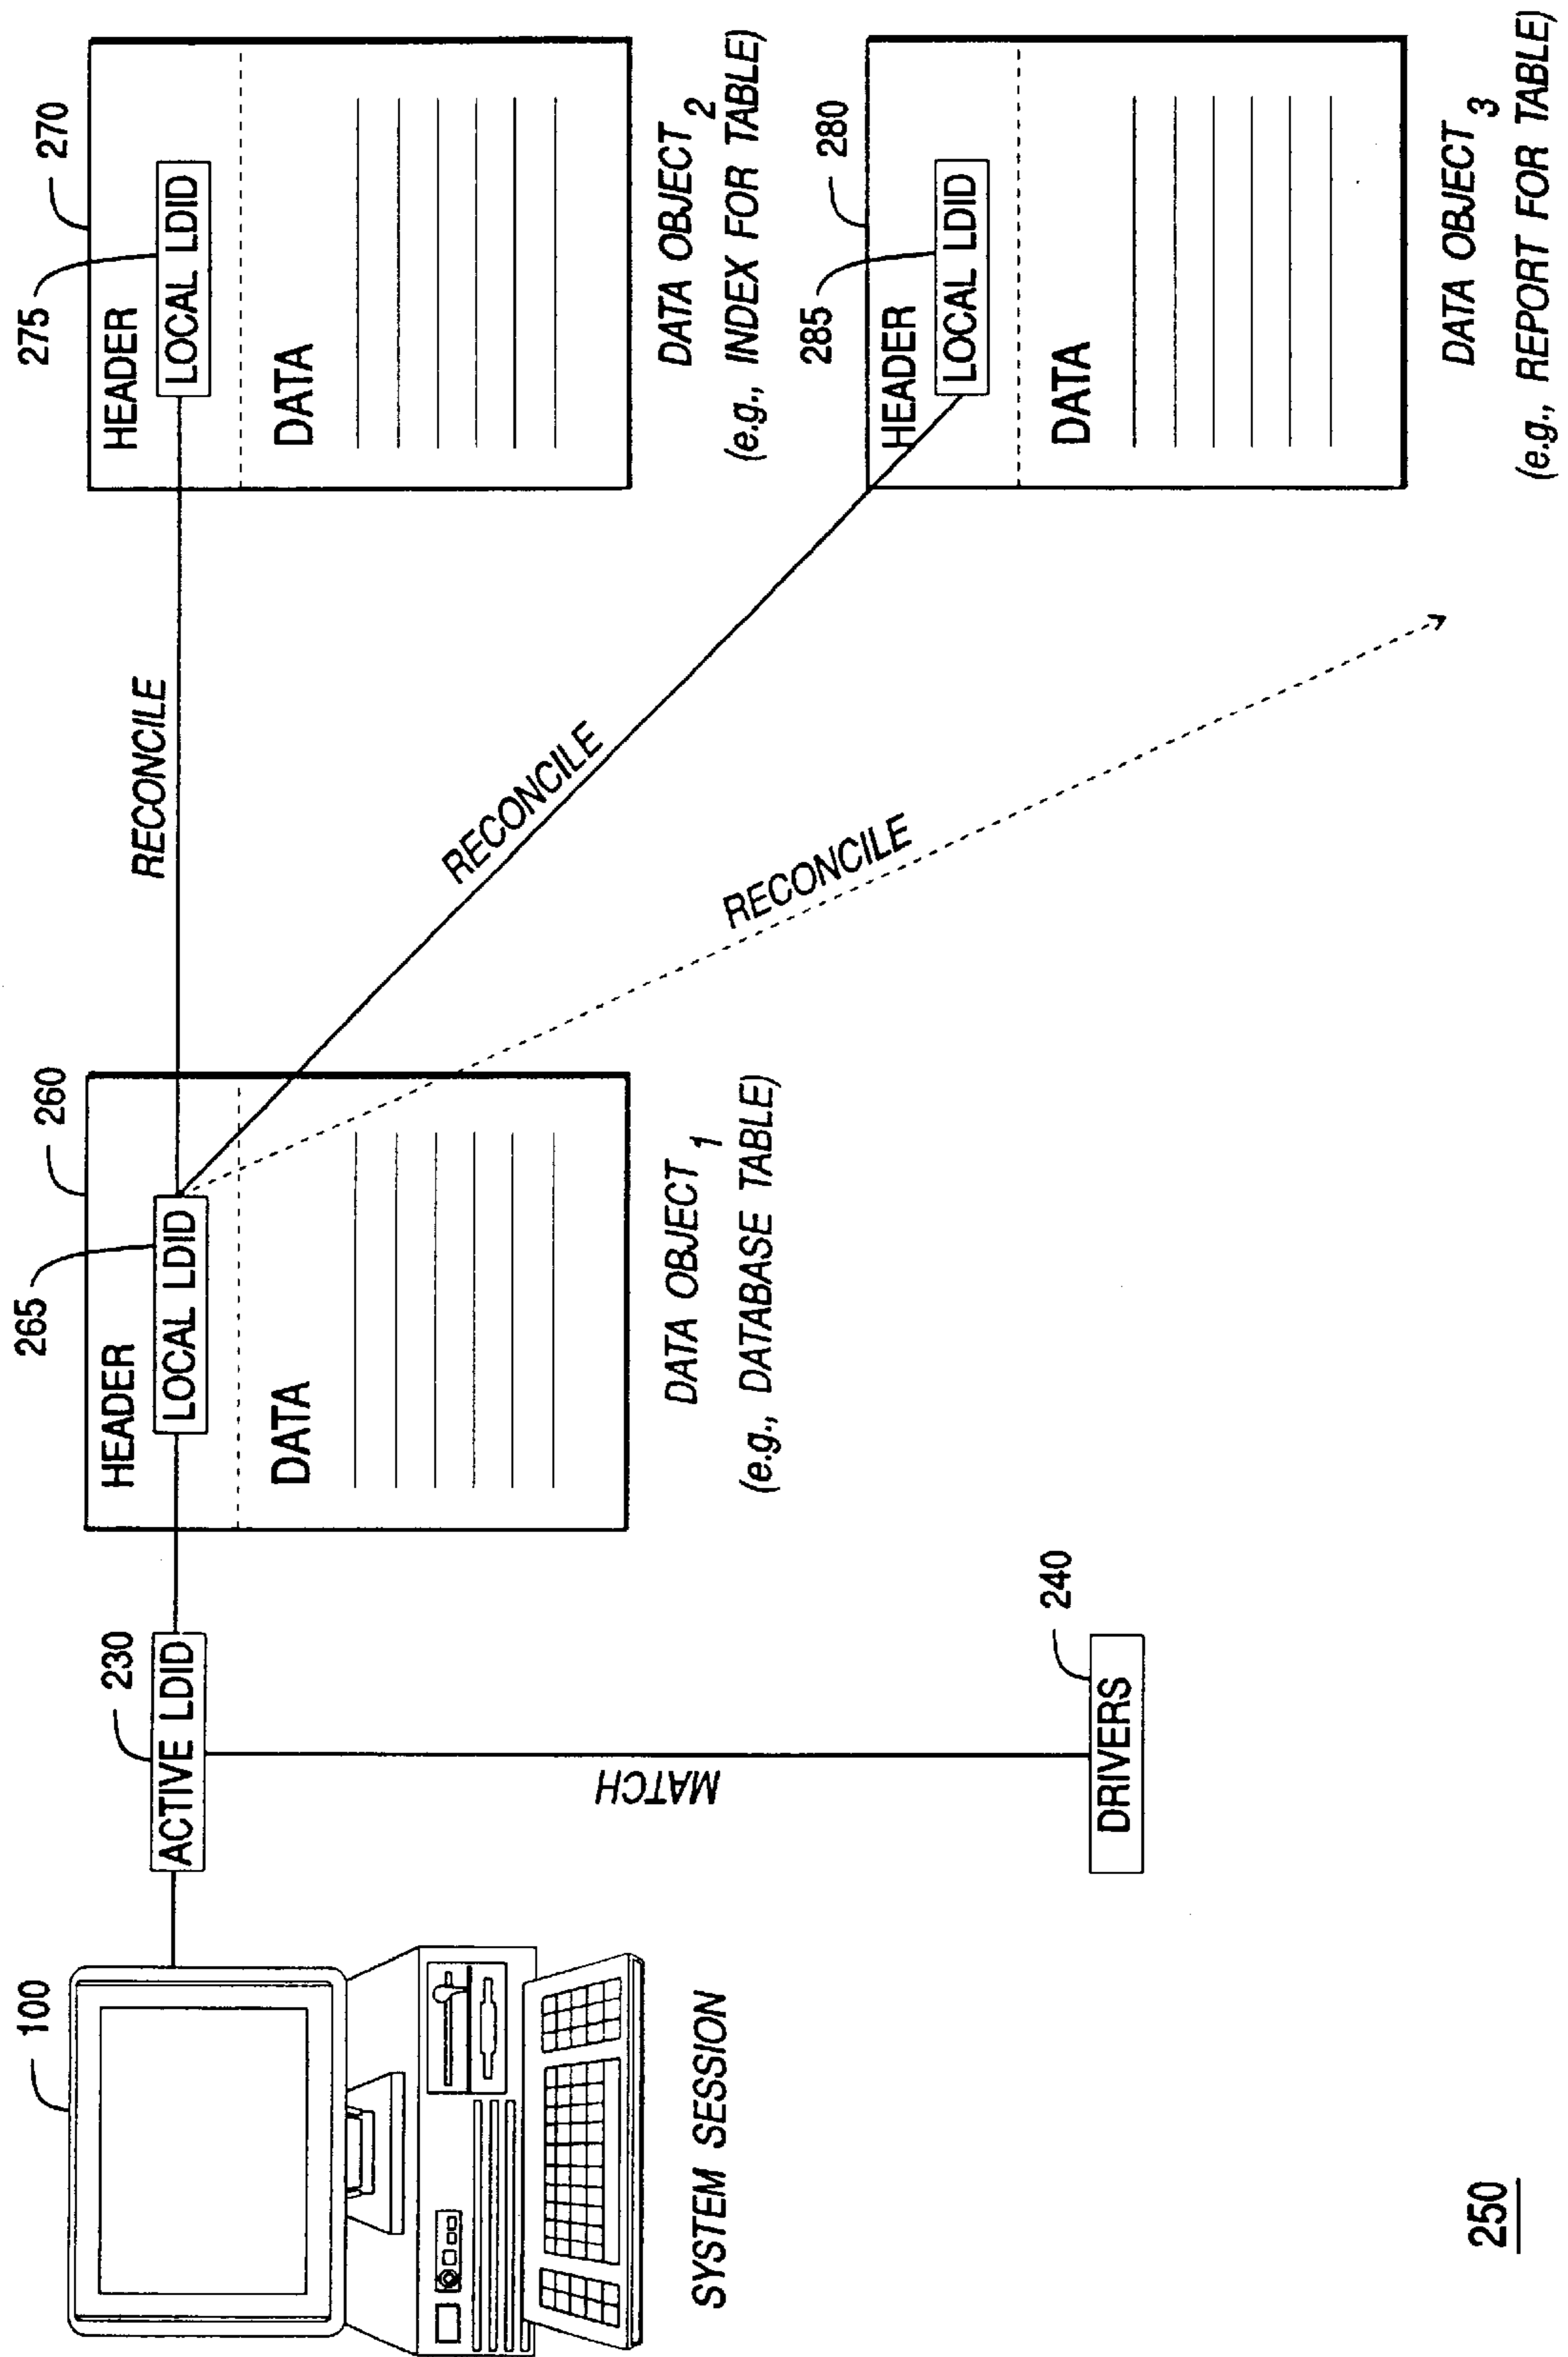 100
SYSTEM SESSION
230
ACTIVE LDID
MATCH
240
DRIVERS
260
265
HEADER
LOCAL LDID
DATA
DATA OBJECT 1
(e.g., DATABASE TABLE)
RECONCILE
RECONCILE
RECONCILE
270
275
HEADER
LOCAL LDID
DATA
DATA OBJECT 2
(e.g., INDEX FOR TABLE)
280
285
HEADER
LOCAL LDID
DATA
DATA OBJECT 3
(e.g., REPORT FOR TABLE)
250